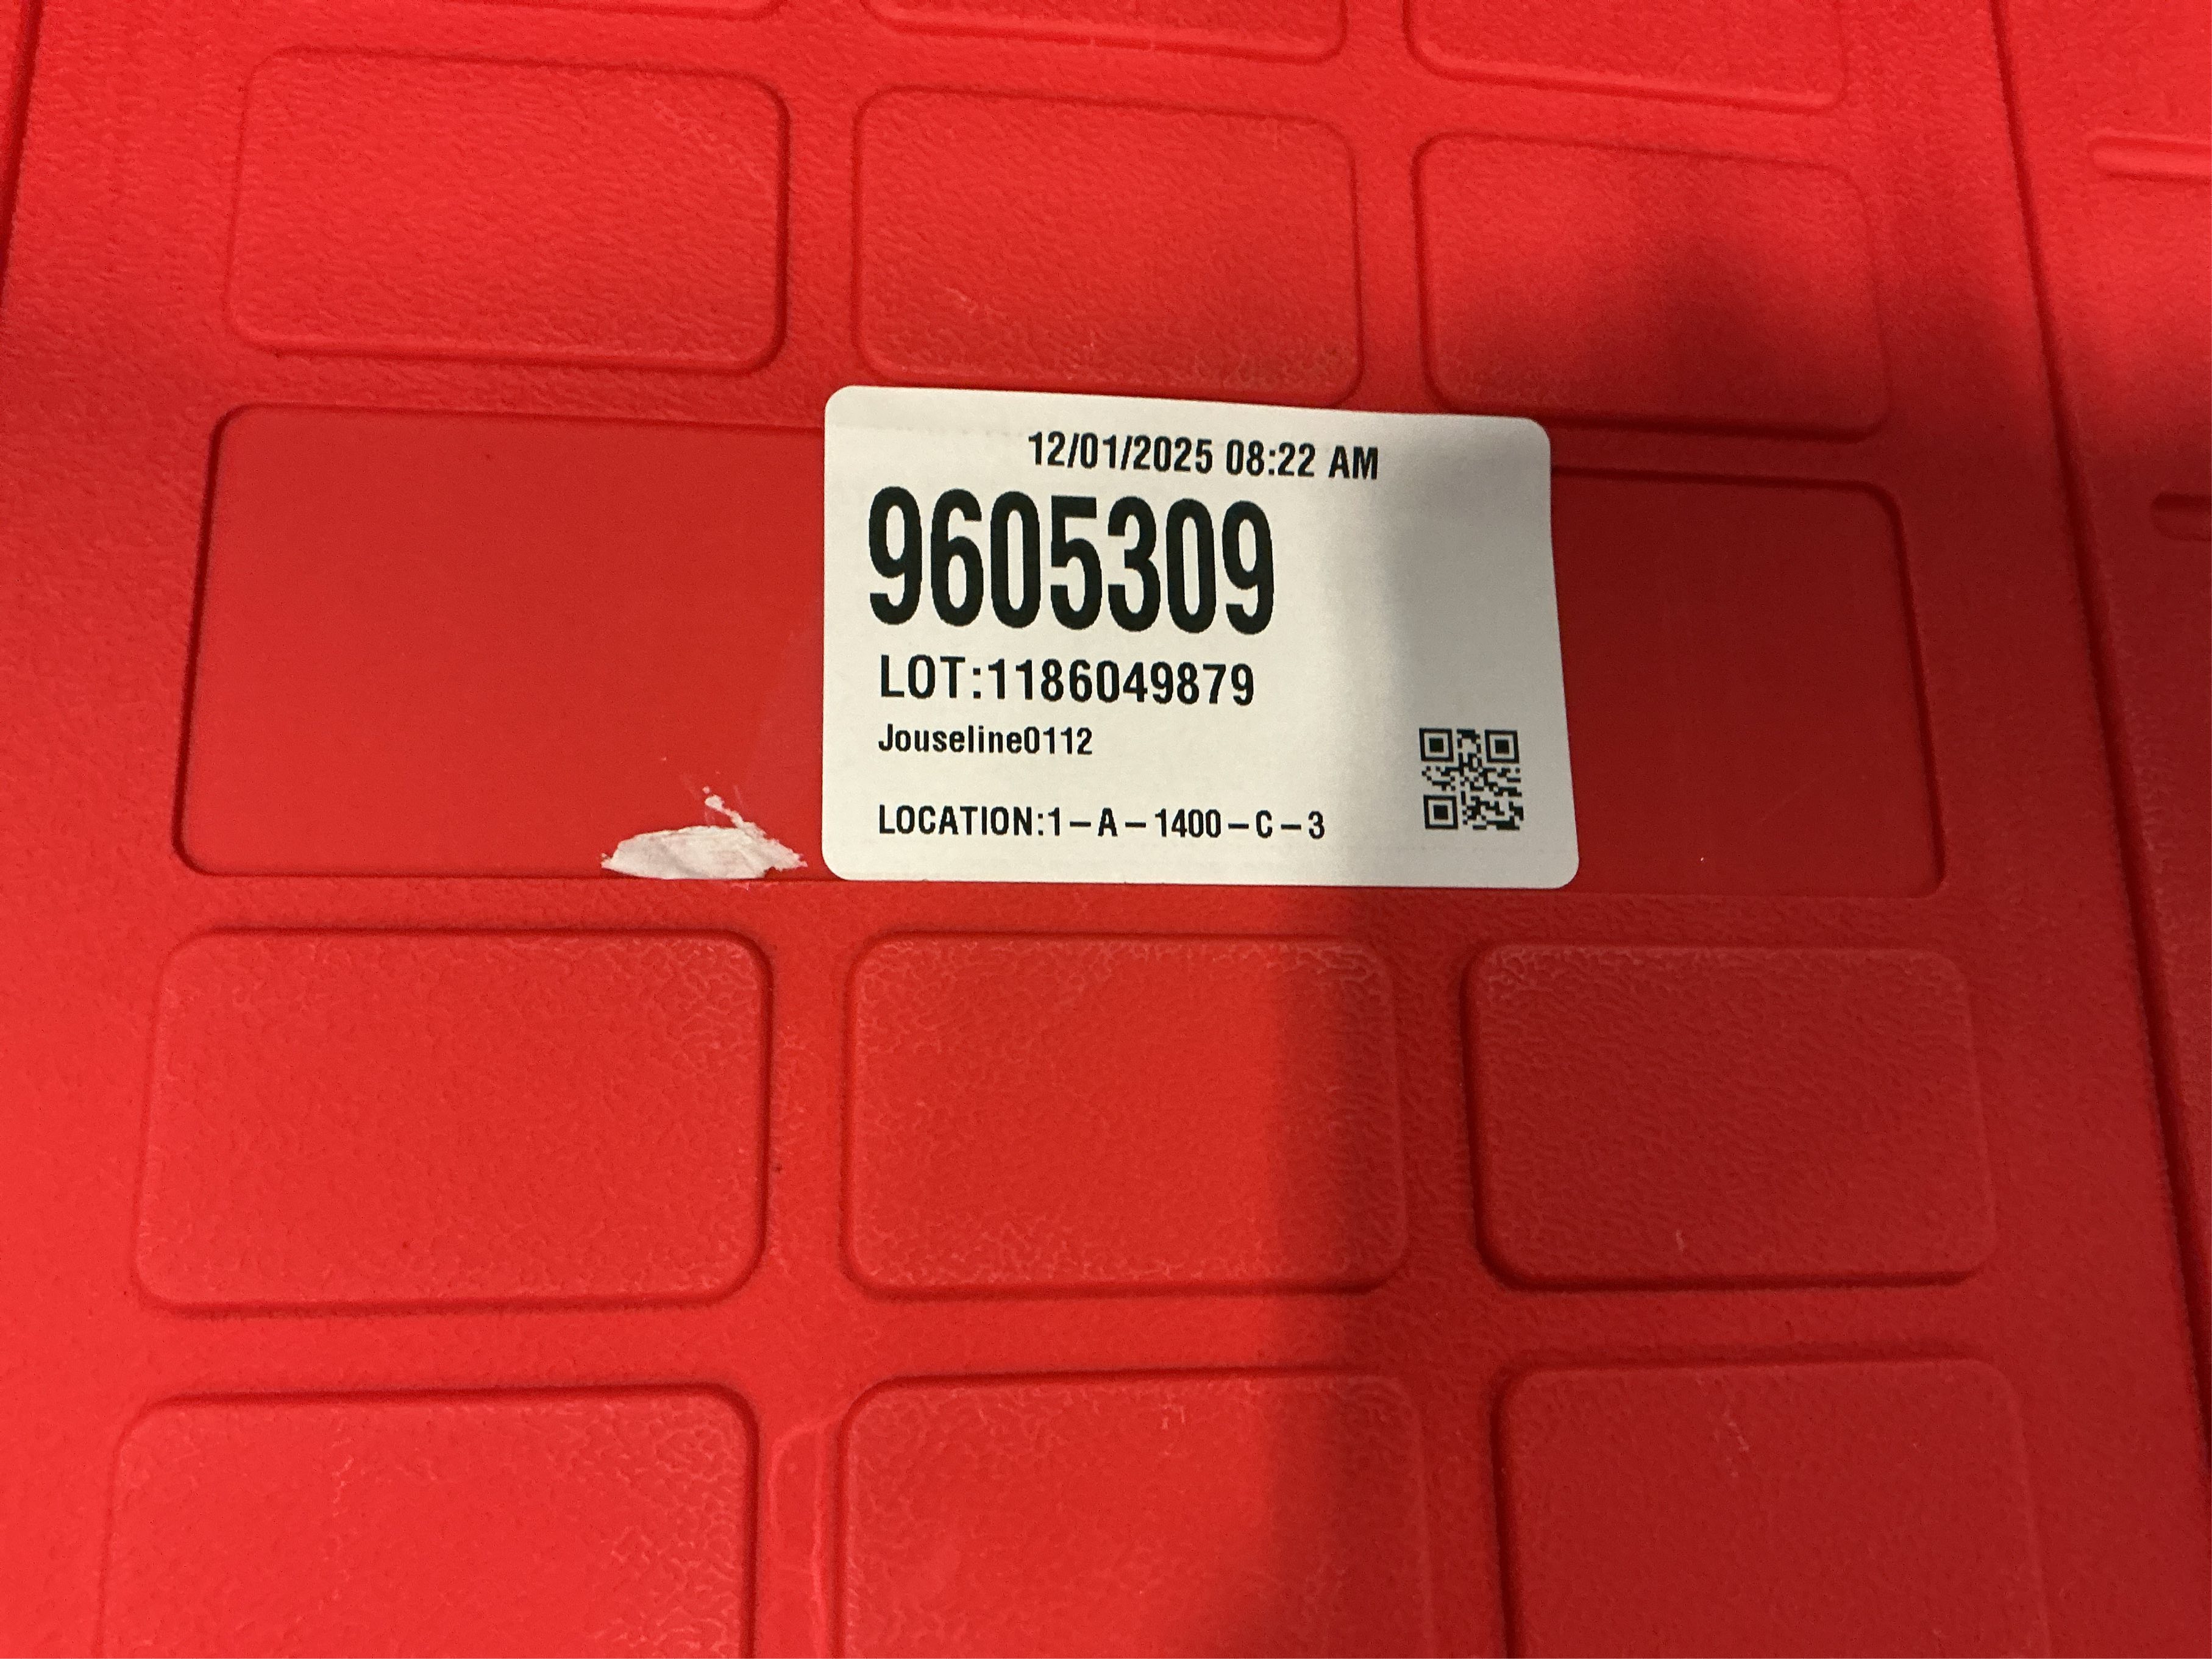 12/01/2025 08:22 AM
9605309
LOT:1186049879
Jouseline0112
LOCATION:1-A-1400-C-3